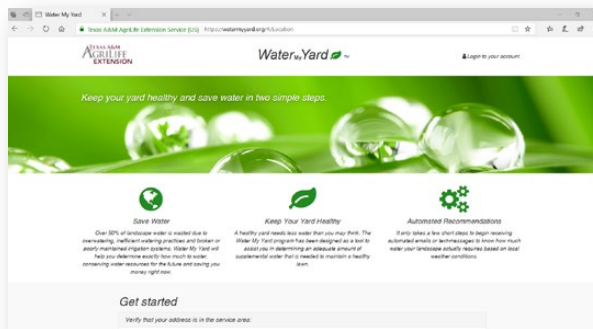 Water My Yard
Texas A&M AgriLife Extension Service [US]
https://watermyyard.org/#/Location
TEXAS A&M
AGRILIFE
EXTENSION
WaterMyYard
TM
Login to your account
Keep your yard healthy and save water in two simple steps.
Save Water
Over 50% of landscape water is wasted due to
overwatering, inefficient watering practices and broken or
poorly maintained irrigation systems. Water My Yard will
help you determine exactly how much to water,
conserving water resources for the future and saving you
money right now.
Keep Your Yard Healthy
A healthy yard needs less water than you may think. The
Water My Yard program has been designed as a tool to
assist you in determining an adequate amount of
supplemental water that is needed to maintain a healthy
lawn.
Automated Recommendations
It only takes a few short steps to begin receiving
automated emails or text-messages to know how much
water your landscape actually requires based on local
weather conditions.
Get started
Verify that your address is in the service area: